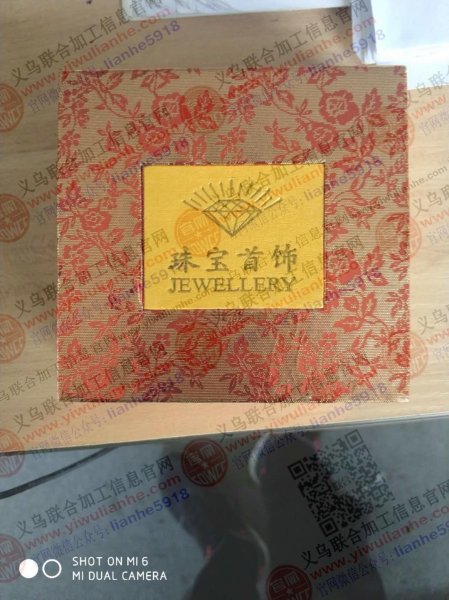 珠宝首饰
JEWELLERY
义乌联合加工信息官网
www.yiwulianhe.com
官网微信公众号:lianhe5918
SHOT ON MI 6
MI DUAL CAMERA